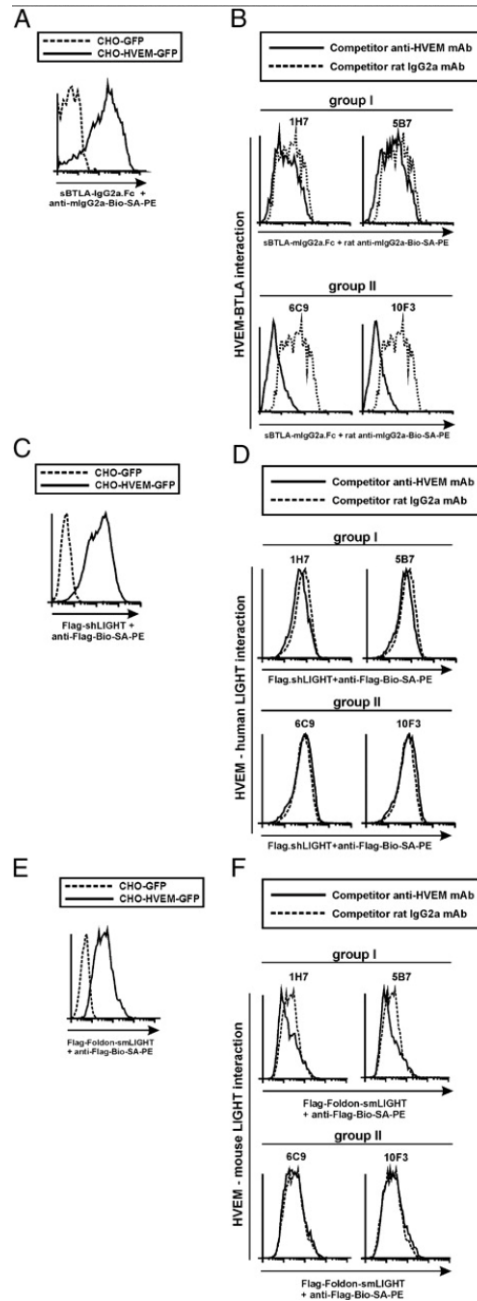 A
CHO-GFP
CHO-HVEM-GFP
sBTLA-IgG2a.Fc +
anti-mIgG2a-Bio-SA-PE
B
Competitor anti-HVEM mAb
Competitor rat IgG2a mAb
HVEM-BTLA interaction
group I
1H7
5B7
sBTLA-mIgG2a.Fc + rat anti-mIgG2a-Bio-SA-PE
group II
6C9
10F3
sBTLA-mIgG2a.Fc + rat anti-mIgG2a-Bio-SA-PE
C
CHO-GFP
CHO-HVEM-GFP
Flag-shLIGHT +
anti-Flag-Bio-SA-PE
D
Competitor anti-HVEM mAb
Competitor rat IgG2a mAb
HVEM - human LIGHT interaction
group I
1H7
5B7
Flag.shLIGHT+anti-Flag-Bio-SA-PE
group II
6C9
10F3
Flag.shLIGHT+anti-Flag-Bio-SA-PE
E
CHO-GFP
CHO-HVEM-GFP
Flag-Foldon-smLIGHT
+ anti-Flag-Bio-SA-PE
F
Competitor anti-HVEM mAb
Competitor rat IgG2a mAb
HVEM - mouse LIGHT interaction
group I
1H7
5B7
Flag-Foldon-smLIGHT
+ anti-Flag-Bio-SA-PE
group II
6C9
10F3
Flag-Foldon-smLIGHT
+ anti-Flag-Bio-SA-PE